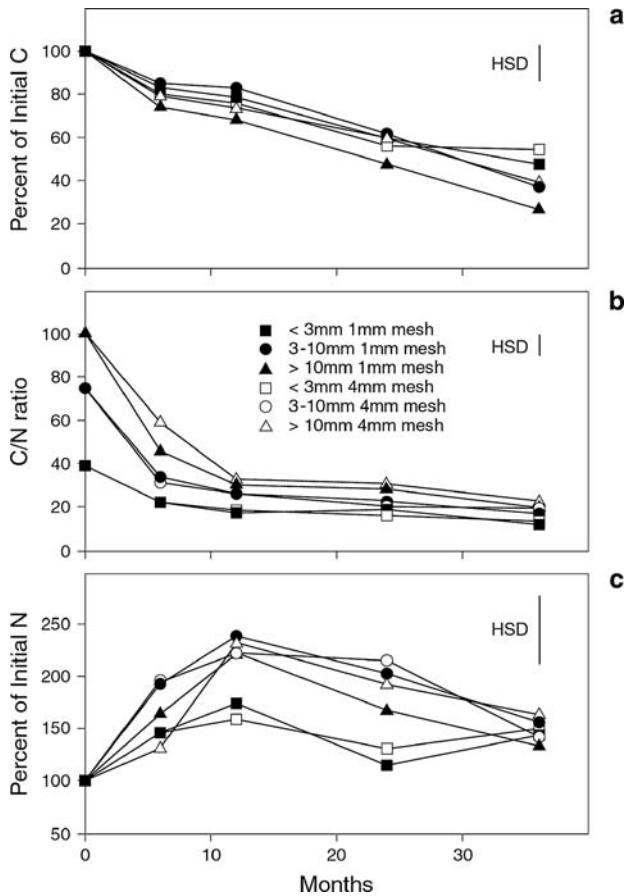 a
Percent of Initial C
100
80
60
40
20
0
HSD
b
C/N ratio
100
80
60
40
20
0
< 3mm 1mm mesh
3-10mm 1mm mesh
> 10mm 1mm mesh
< 3mm 4mm mesh
3-10mm 4mm mesh
> 10mm 4mm mesh
HSD
c
Percent of Initial N
250
200
150
100
50
HSD
0 10 20 30
Months